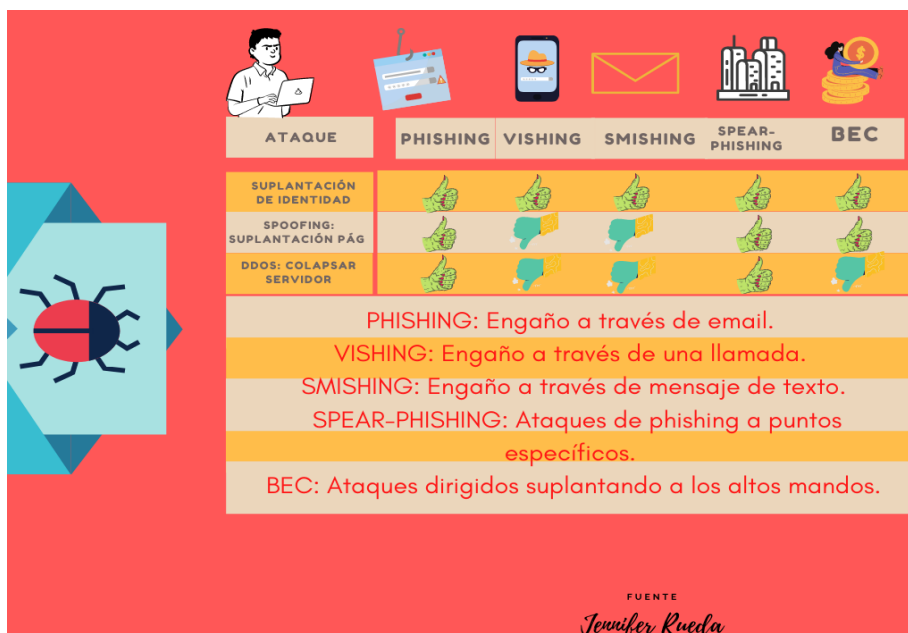 ATAQUE
PHISHING
VISHING
SMISHING
SPEAR-
PHISHING
BEC
SUPLANTACIÓN
DE IDENTIDAD
SPOOFING:
SUPLANTACIÓN PÁG
DDOS: COLAPSAR
SERVIDOR
PHISHING: Engaño a través de email.
VISHING: Engaño a través de una llamada.
SMISHING: Engaño a través de mensaje de texto.
SPEAR-PHISHING: Ataques de phishing a puntos
específicos.
BEC: Ataques dirigidos suplantando a los altos mandos.
FUENTE
Jennifer Rueda